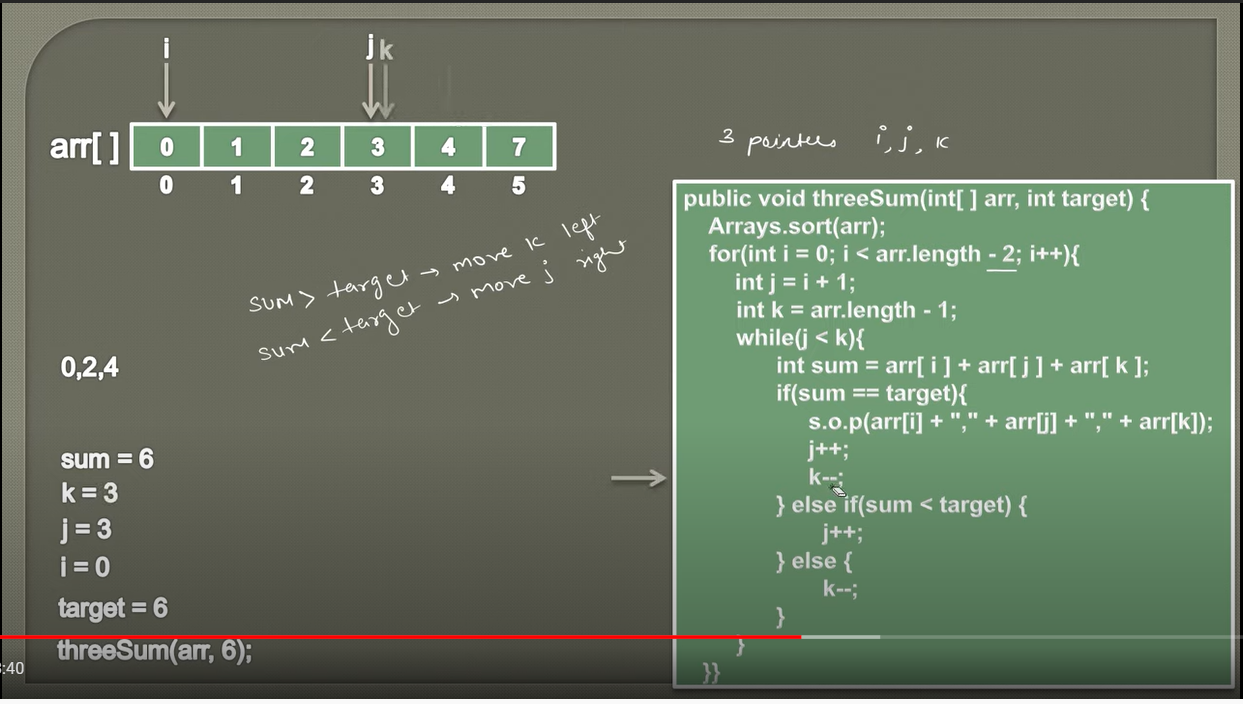 i j k
arr[ ] 0 1 2 3 4 7
0 1 2 3 4 5
3 pointers i, j, k
sum > target → move k left
sum < target → move j right
0,2,4
sum = 6
k = 3
j = 3
i = 0
target = 6
threeSum(arr, 6);
:40
public void threeSum(int[ ] arr, int target) {
Arrays.sort(arr);
for(int i = 0; i < arr.length - 2; i++){
int j = i + 1;
int k = arr.length - 1;
while(j < k){
int sum = arr[ i ] + arr[ j ] + arr[ k ];
if(sum == target){
s.o.p(arr[i] + "," + arr[j] + "," + arr[k]);
j++;
k--;
} else if(sum < target) {
j++;
} else {
k--;
}
}
}}